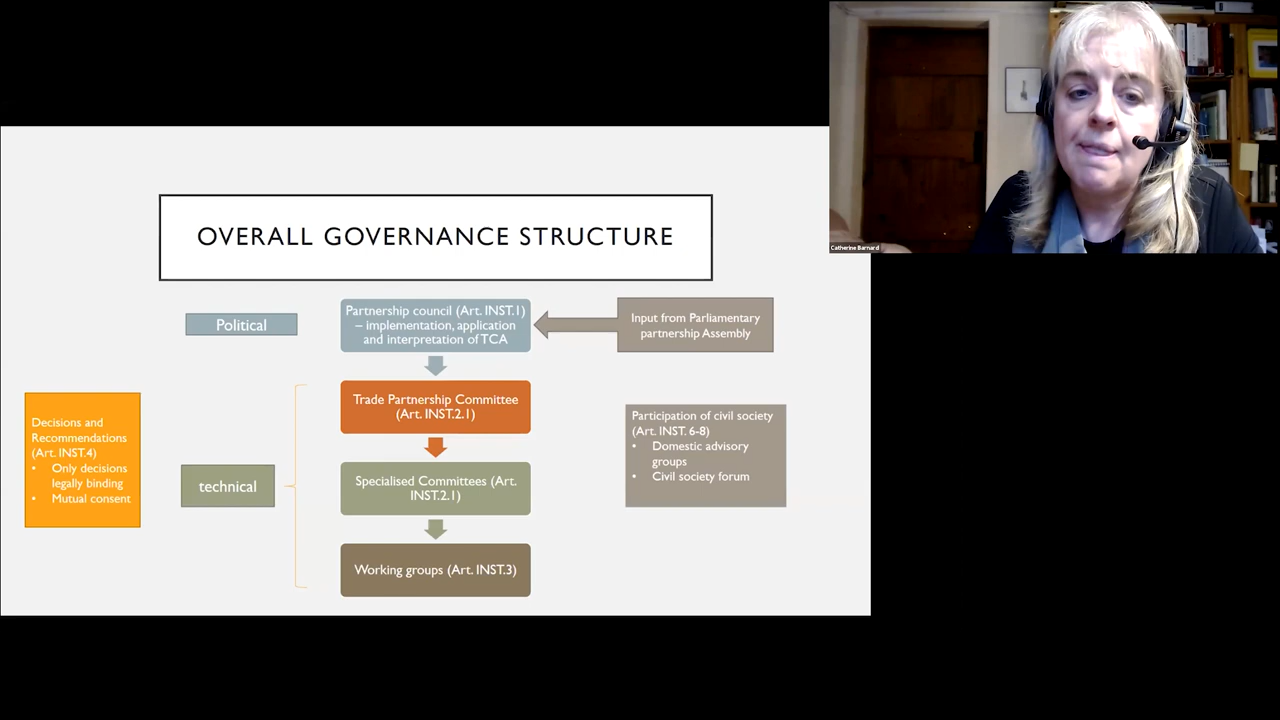 OVERALL GOVERNANCE STRUCTURE
Political
Partnership council (Art. INST.1)
– implementation, application
and interpretation of TCA
Input from Parliamentary
partnership Assembly
Trade Partnership Committee
(Art. INST.2.1)
Decisions and
Recommendations
(Art. INST.4)
• Only decisions
legally binding
• Mutual consent
technical
Specialised Committees (Art.
INST.2.1)
Working groups (Art. INST.3)
Participation of civil society
(Art. INST. 6-8)
• Domestic advisory
groups
• Civil society forum
Catherine Barnard